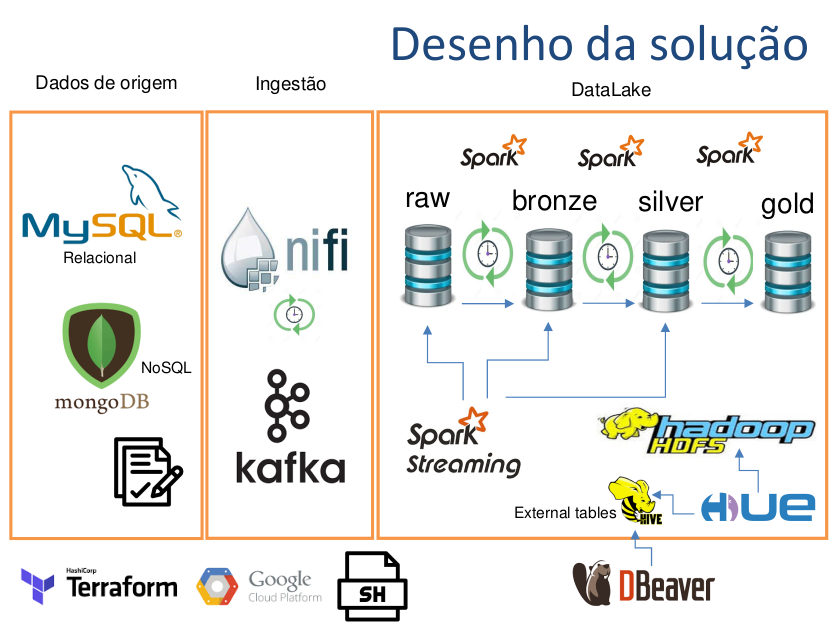 Desenho da solução
Dados de origem
Ingestão
DataLake
MySQL®
Relacional
mongoDB
NoSQL
nifi
kafka
Spark
Spark
Spark
raw
bronze
silver
gold
Spark
Streaming
hadoop
HDFS
External tables
HIVE
HUE
HashiCorp
Terraform
Google
Cloud Platform
SH
DBeaver